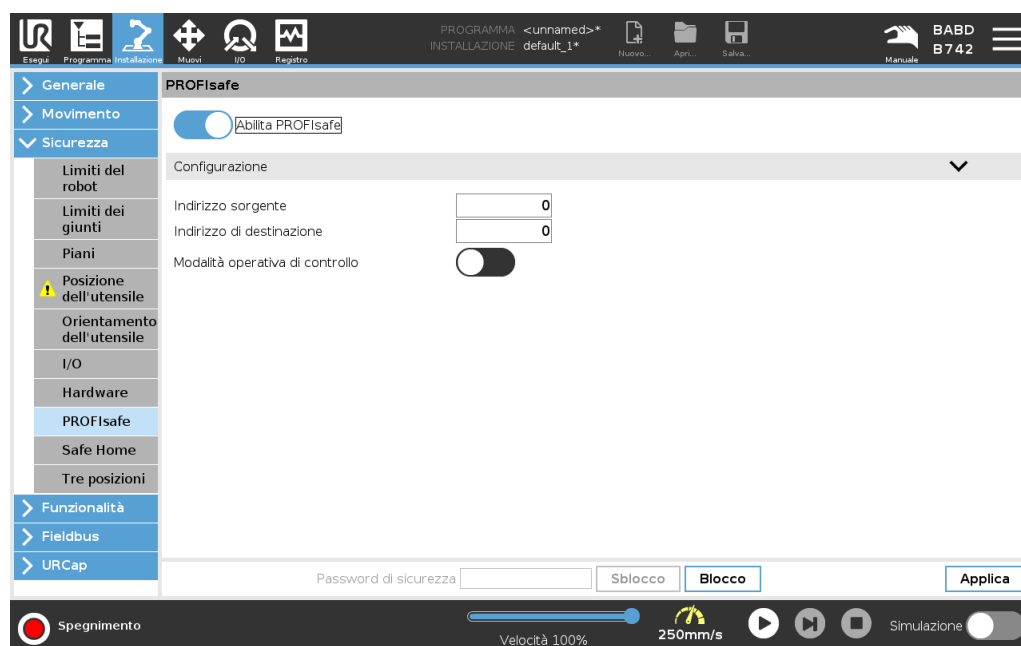 PROGRAMMA <unnamed>*
INSTALLAZIONE default_1*
UR
Esegui
Programma
Installazione
Muovi
I/O
Registro
Nuovo...
Apri...
Salva...
Manuale
BABD
B742
Generale
Movimento
Sicurezza
Limiti del
robot
Limiti dei
giunti
Piani
Posizione
dell'utensile
Orientamento
dell'utensile
I/O
Hardware
PROFIsafe
Safe Home
Tre posizioni
Funzionalità
Fieldbus
URCap
PROFIsafe
Abilita PROFIsafe
Configurazione
Indirizzo sorgente 0
Indirizzo di destinazione 0
Modalità operativa di controllo
Password di sicurezza
Sblocco
Blocco
Applica
Spegnimento
Velocità 100%
250mm/s
Simulazione